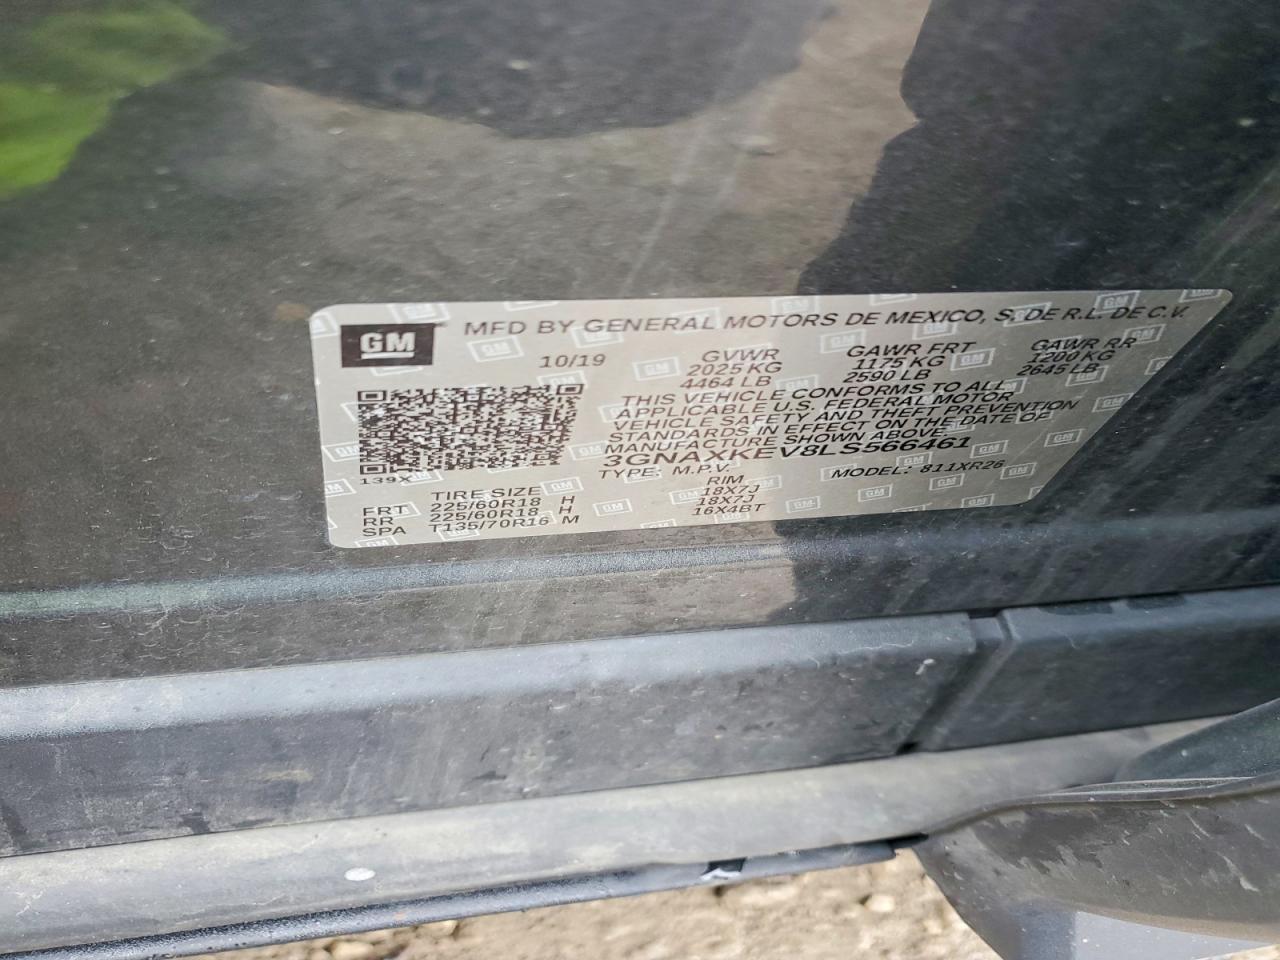 GM MFD BY GENERAL MOTORS DE MEXICO, S. DE R.L. DE C.V.
10/19 GVWR GAWR FRT GAWR RR
2025 KG 1175 KG 1200 KG
4464 LB 2590 LB 2645 LB
THIS VEHICLE CONFORMS TO ALL
APPLICABLE U.S. FEDERAL MOTOR
VEHICLE SAFETY AND THEFT PREVENTION
STANDARDS IN EFFECT ON THE DATE OF
MANUFACTURE SHOWN ABOVE
3GNAXKEV8LS566461
139X TYPE: M.P.V. MODEL: 811XR26
TIRE SIZE RIM
FRT 225/60R18 H 18X7J
RR 225/60R18 H 18X7J
SPA T135/70R16 M 16X4BT